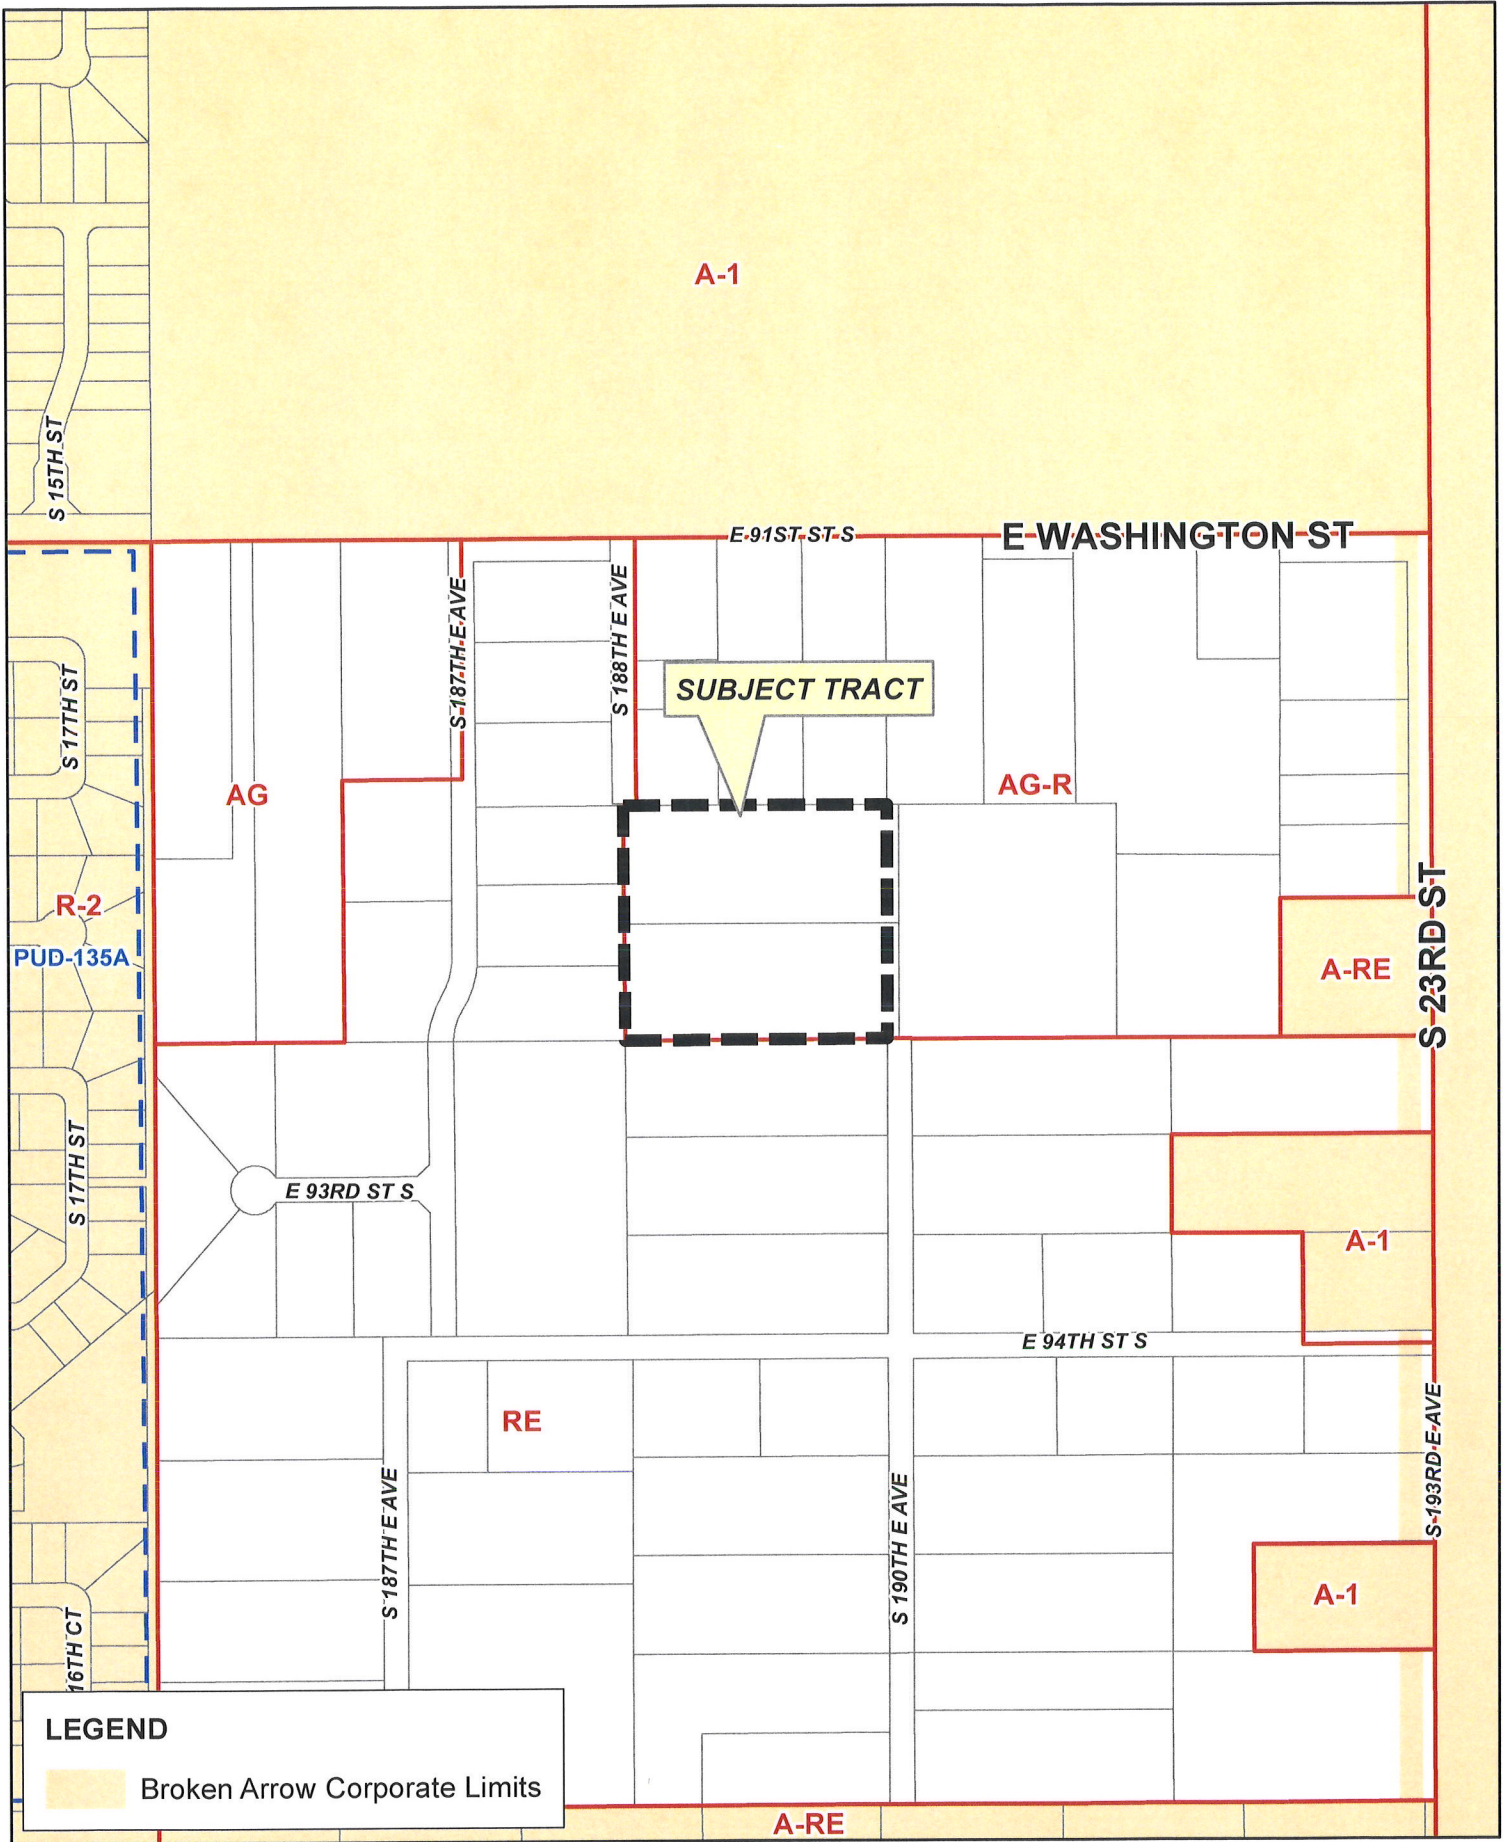 A-1
S 15TH ST
E 91ST ST S
E WASHINGTON ST
S 187TH E AVE
S 188TH E AVE
S 17TH ST
SUBJECT TRACT
AG
AG-R
R-2
PUD-135A
A-RE
S 23RD ST
S 17TH ST
E 93RD ST S
A-1
E 94TH ST S
RE
S 193RD E AVE
S 187TH E AVE
S 190TH E AVE
A-1
16TH CT
LEGEND
Broken Arrow Corporate Limits
A-RE